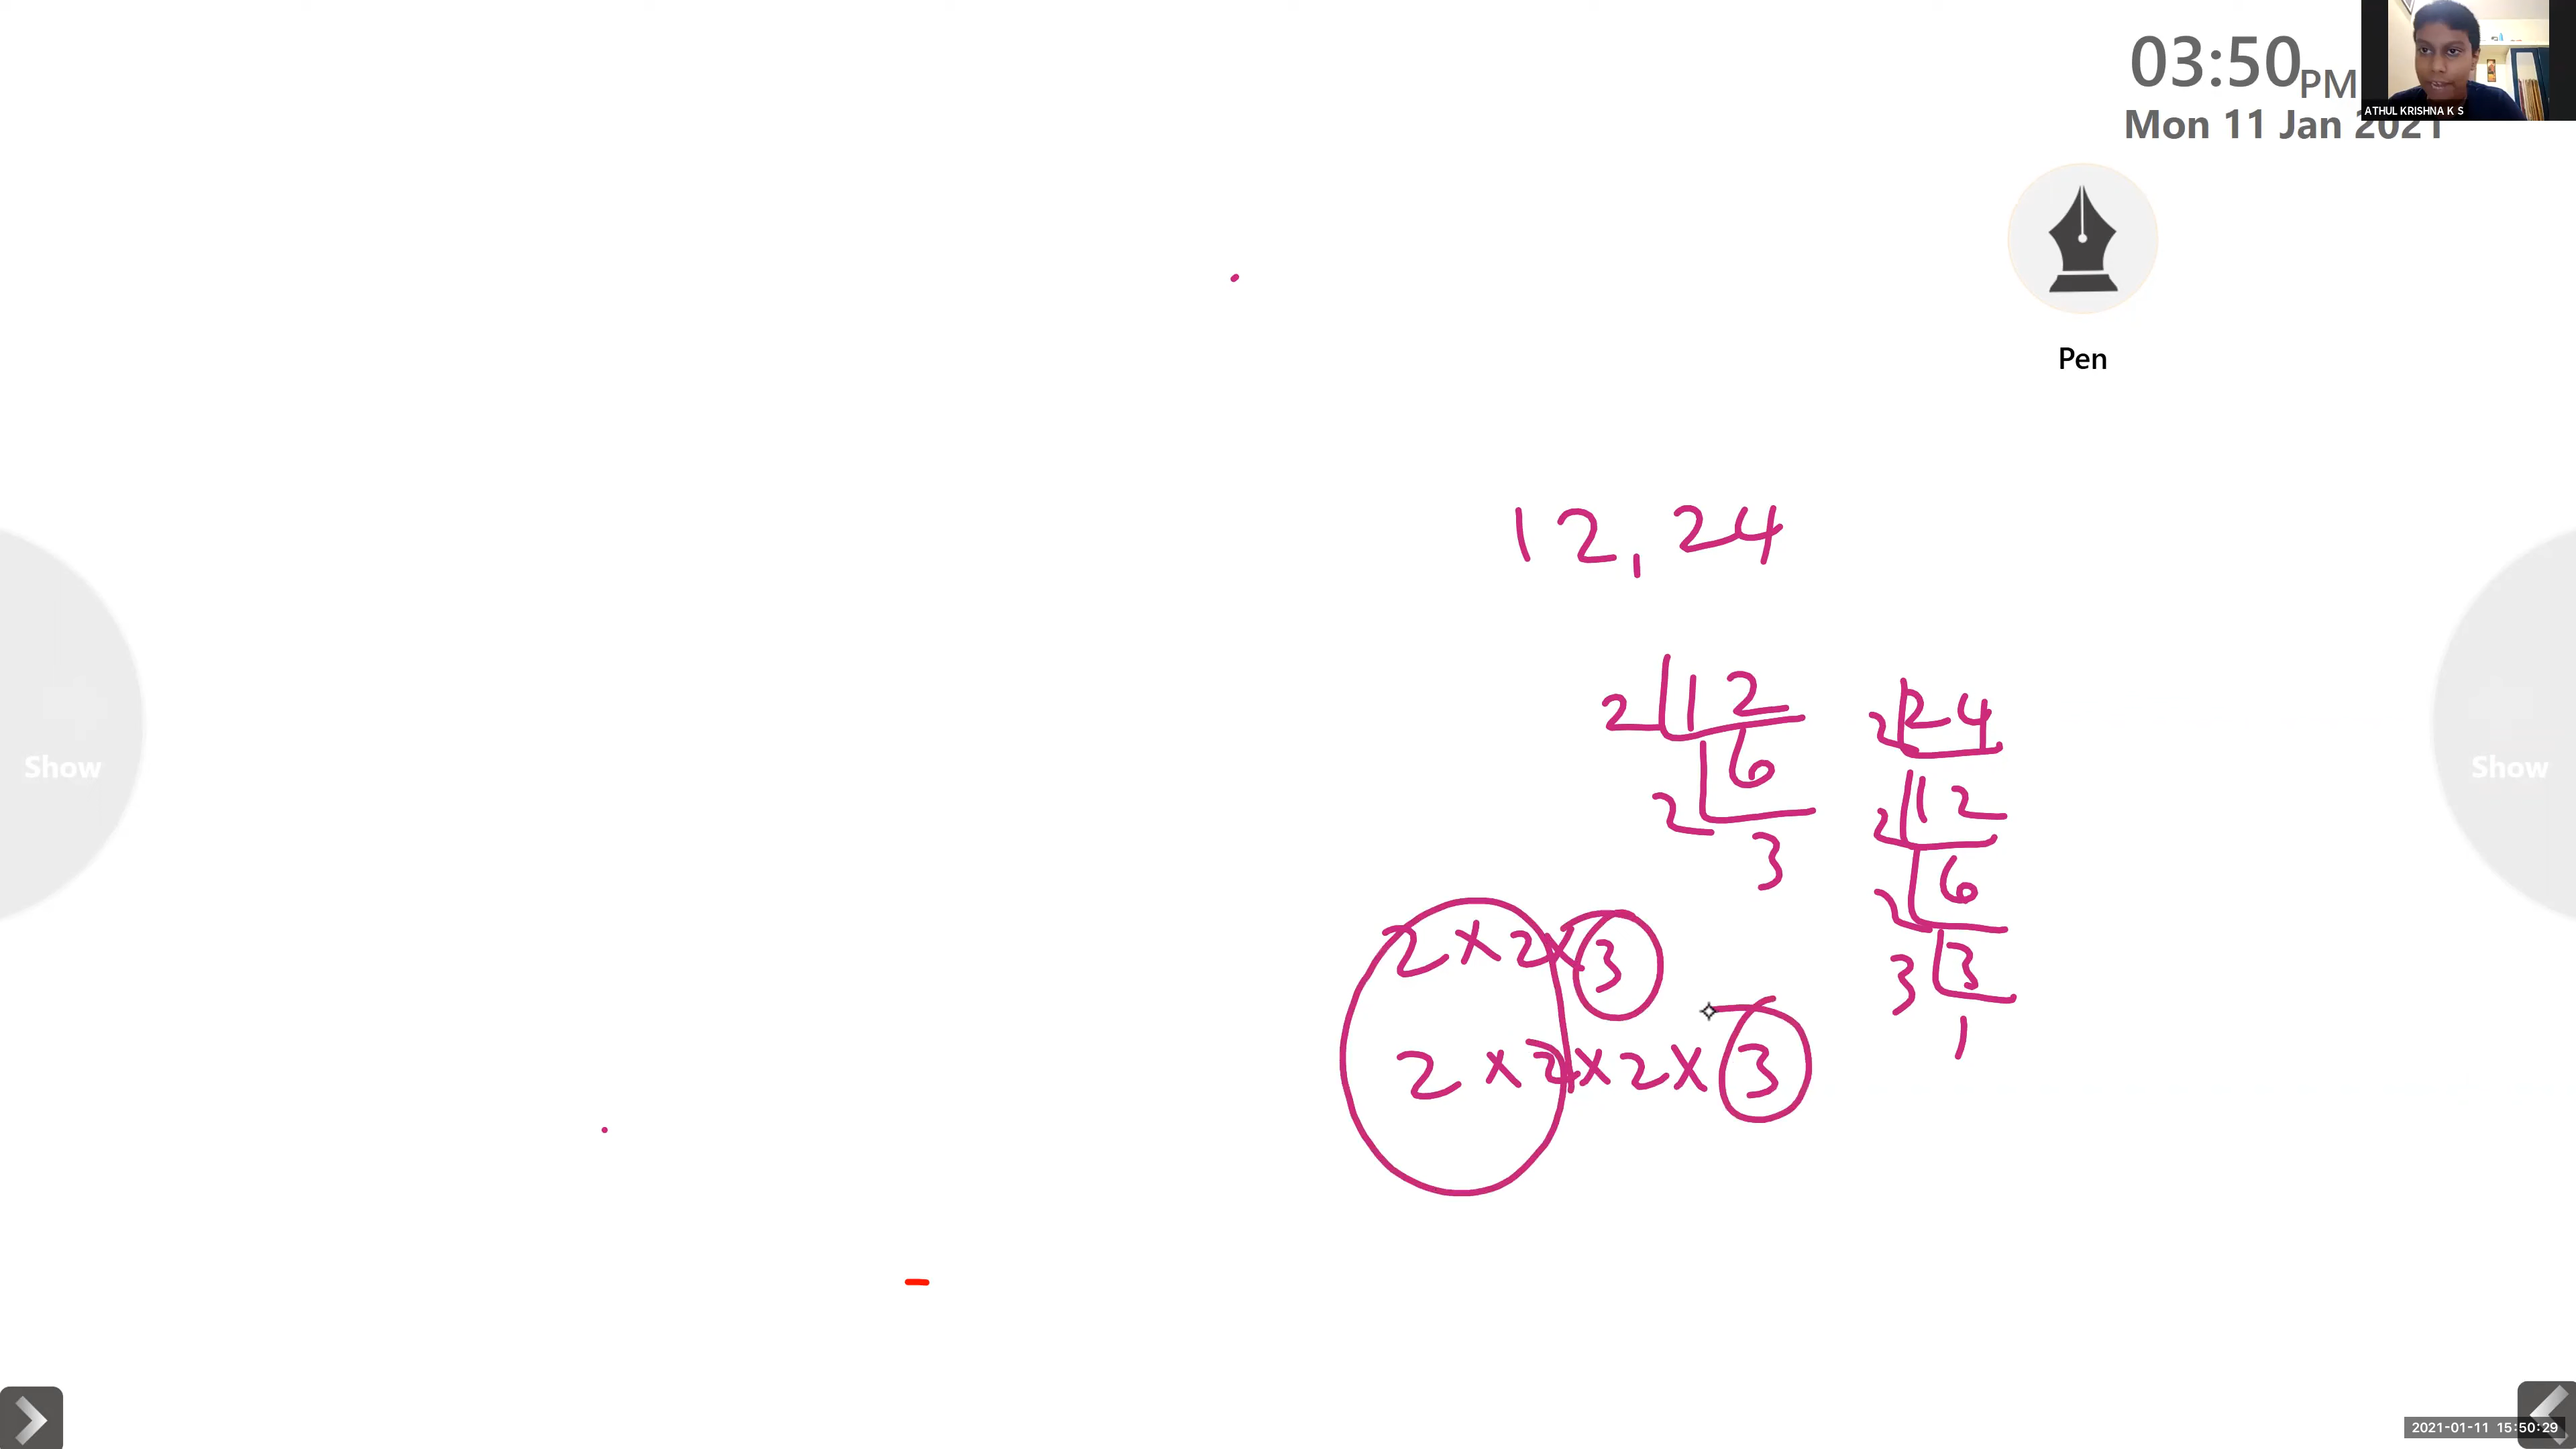 03:50PM
ATHUL KRISHNA K S
Mon 11 Jan 2021
Pen
12, 24
2 12 2 24
6 2 12
2 2 6
3 3 3
1
2 x 2 x 3
2 x 2 x 2 x 3
Show
Show
2021-01-11 15:50:29